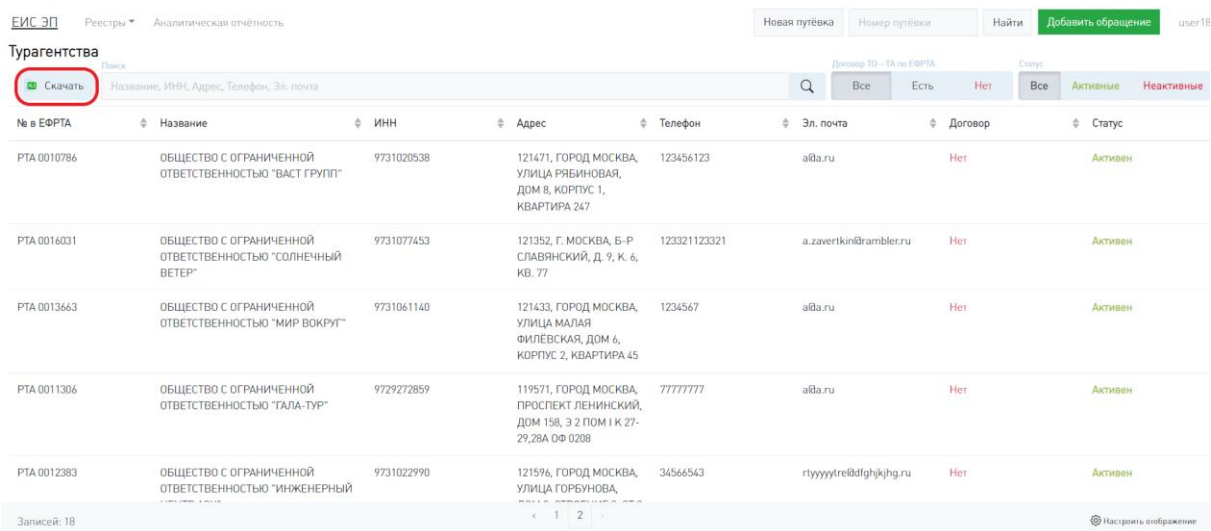 ЕИС ЭП Реестры Аналитическая отчётность Новая путёвка Номер путёвки Найти Добавить обращение user18
Турагентства
Поиск Договор ТО—ТА по ЕФРТА Статус
Скачать Название, ИНН, Адрес, Телефон, Эл. почта Все Есть Нет Все Активные Неактивные
№ в ЕФРТА Название ИНН Адрес Телефон Эл. почта Договор Статус
РТА 0010786 ОБЩЕСТВО С ОГРАНИЧЕННОЙ 9731020538 121471, ГОРОД МОСКВА, 123456123 a@a.ru Нет Активен
ОТВЕТСТВЕННОСТЬЮ "ВАСТ ГРУПП" УЛИЦА РЯБИНОВАЯ,
ДОМ 8, КОРПУС 1,
КВАРТИРА 247
РТА 0016031 ОБЩЕСТВО С ОГРАНИЧЕННОЙ 9731077453 121352, Г. МОСКВА, Б-Р 123321123321 a.zavertkin@rambler.ru Нет Активен
ОТВЕТСТВЕННОСТЬЮ "СОЛНЕЧНЫЙ СЛАВЯНСКИЙ, Д. 9, К. 6,
ВЕТЕР" КВ. 77
РТА 0013663 ОБЩЕСТВО С ОГРАНИЧЕННОЙ 9731061140 121433, ГОРОД МОСКВА, 1234567 a@a.ru Нет Активен
ОТВЕТСТВЕННОСТЬЮ "МИР ВОКРУГ" УЛИЦА МАЛАЯ
ФИЛЁВСКАЯ, ДОМ 6,
КОРПУС 2, КВАРТИРА 45
РТА 0011306 ОБЩЕСТВО С ОГРАНИЧЕННОЙ 9729272859 119571, ГОРОД МОСКВА, 77777777 a@a.ru Нет Активен
ОТВЕТСТВЕННОСТЬЮ "ГАЛА-ТУР" ПРОСПЕКТ ЛЕНИНСКИЙ,
ДОМ 158, Э 2 ПОМ I К 27-
29,28А ОФ 0208
РТА 0012383 ОБЩЕСТВО С ОГРАНИЧЕННОЙ 9731022990 121596, ГОРОД МОСКВА, 34566543 rtyyyyytre@dfghjkjhg.ru Нет Активен
ОТВЕТСТВЕННОСТЬЮ "ИНЖЕНЕРНЫЙ УЛИЦА ГОРБУНОВА,
Записей: 18 ‹ 1 2 › Настроить отображение